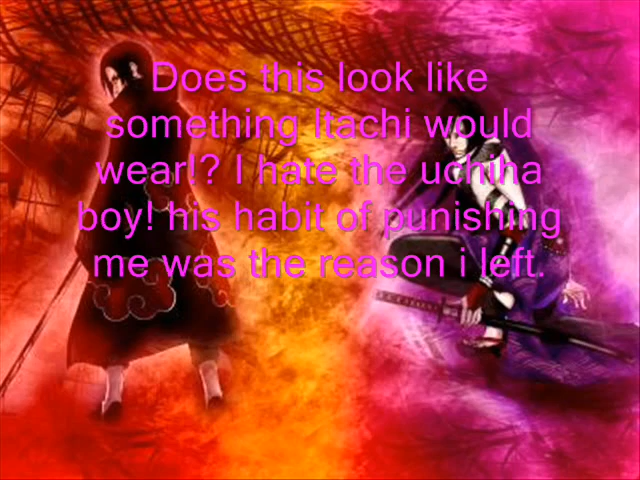 Does this look like
something Itachi would
wear!? I hate the uchiha
boy! his habit of punishing
me was the reason i left.